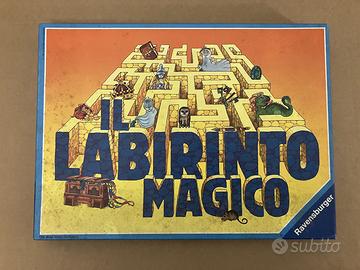 IL
LABIRINTO
MAGICO
Ravensburger
subito